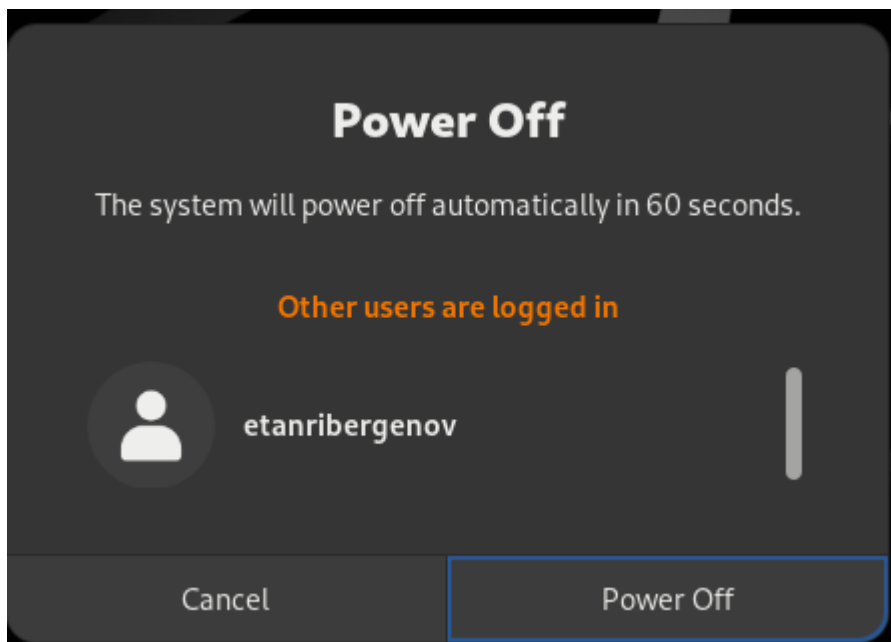 Power Off
The system will power off automatically in 60 seconds.
Other users are logged in
etanribergenov
Cancel
Power Off